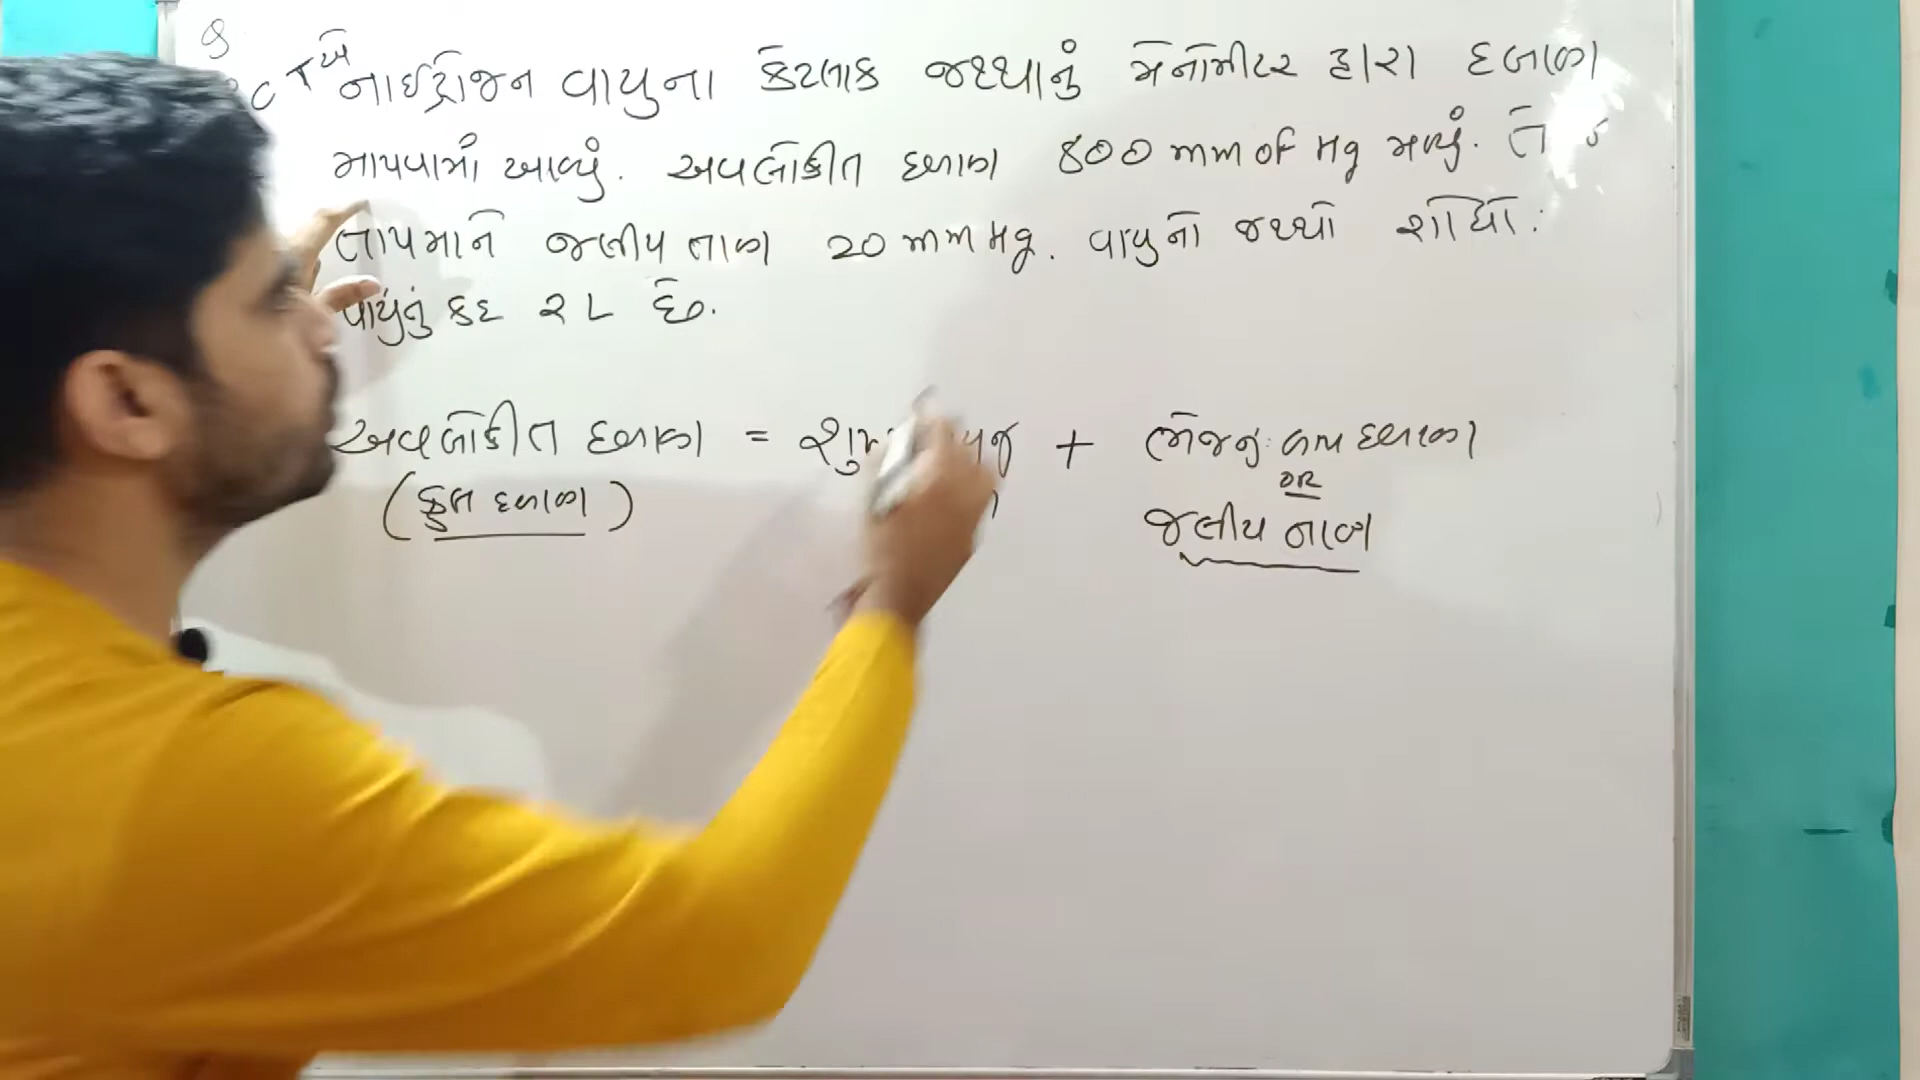 નાઈટ્રોજન વાયુના કેટલાક જથ્થાનું મેનોમીટર દ્વારા દબાળ
માપવામાં આવ્યું. અવલોકીત દબાણ 800 mm of Hg મળ્યું. તે
તાપમાને જલીય તાણ 20 mm Hg. વાયુનો જથ્થો શોધો:
વાયુનું કદ ૨ L છે.
અવલોકીત દબાણ = + ભેજનું બાષ્પ દબાણ
(કુલ દબાણ) OR
જલીય તાણ